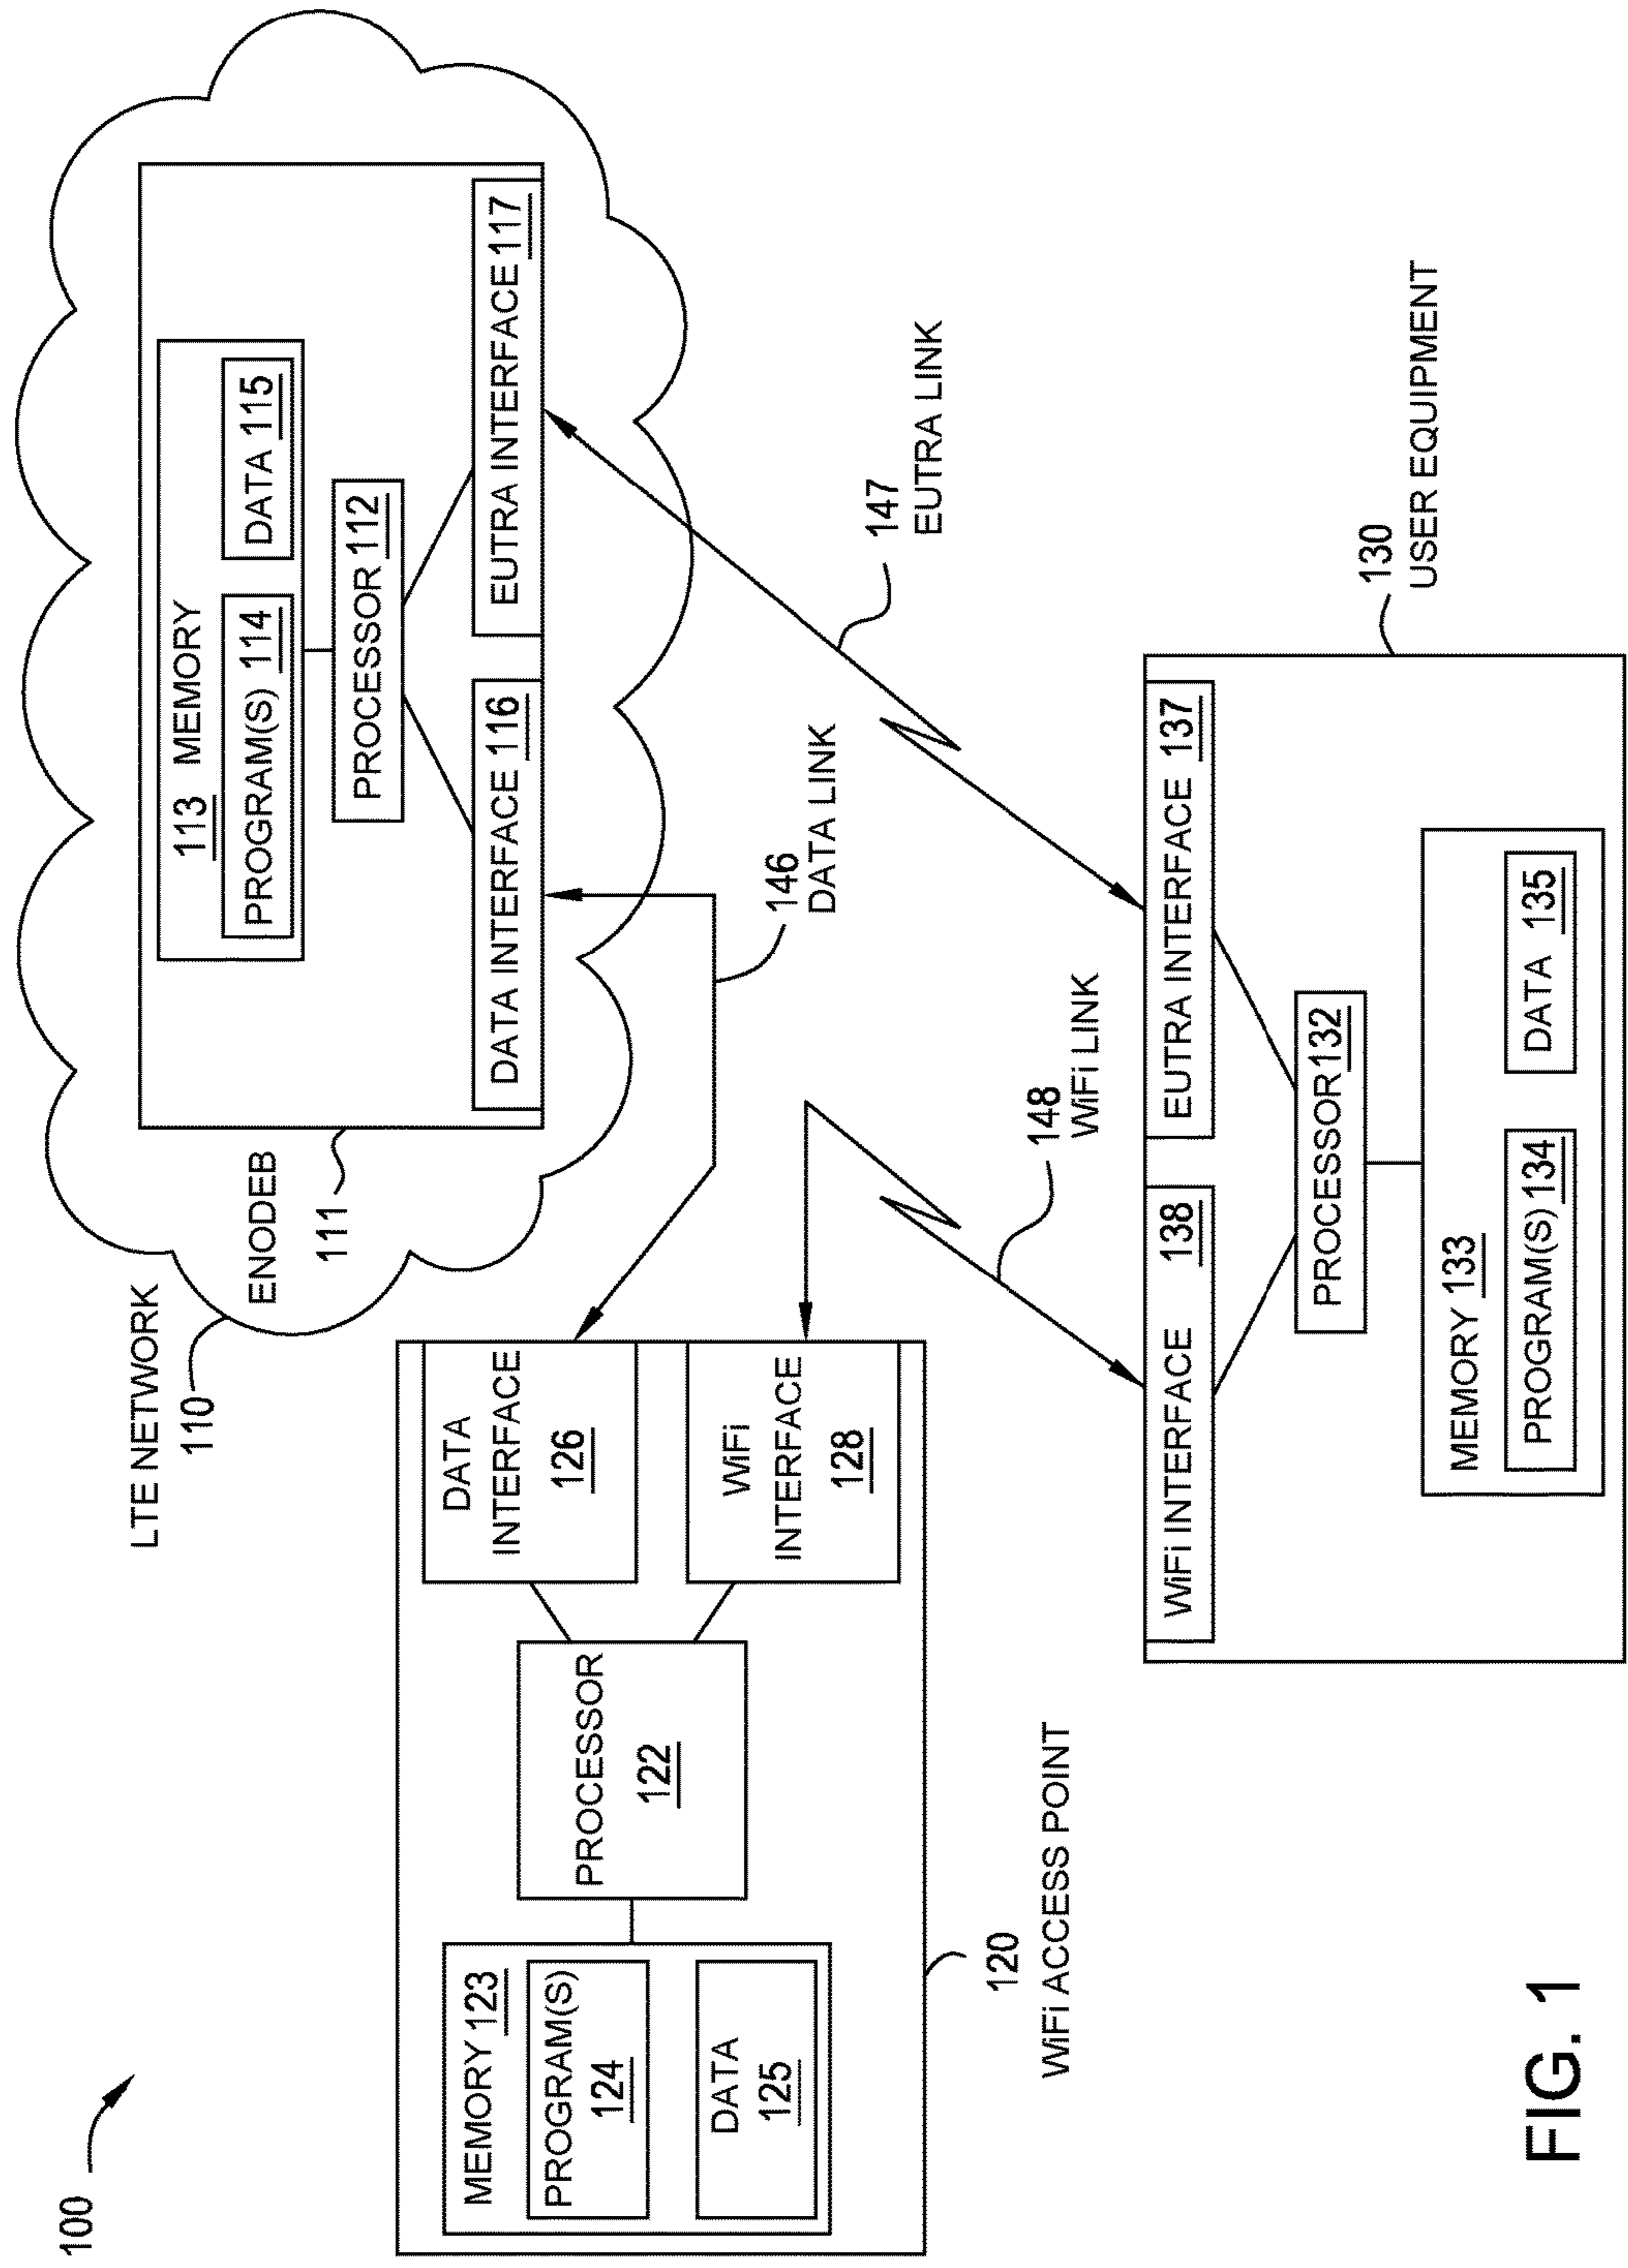 100
LTE NETWORK
110
ENODEB
111
113 MEMORY
PROGRAM(S) 114
DATA 115
PROCESSOR 112
DATA INTERFACE 116
EUTRA INTERFACE 117
MEMORY 123
PROGRAM(S)
124
DATA
125
PROCESSOR
122
DATA
INTERFACE
126
WiFi
INTERFACE
128
120
WiFi ACCESS POINT
146
DATA LINK
147
EUTRA LINK
148
WiFi LINK
130
USER EQUIPMENT
WiFi INTERFACE 138
EUTRA INTERFACE 137
PROCESSOR 132
MEMORY 133
PROGRAM(S) 134
DATA 135
FIG. 1